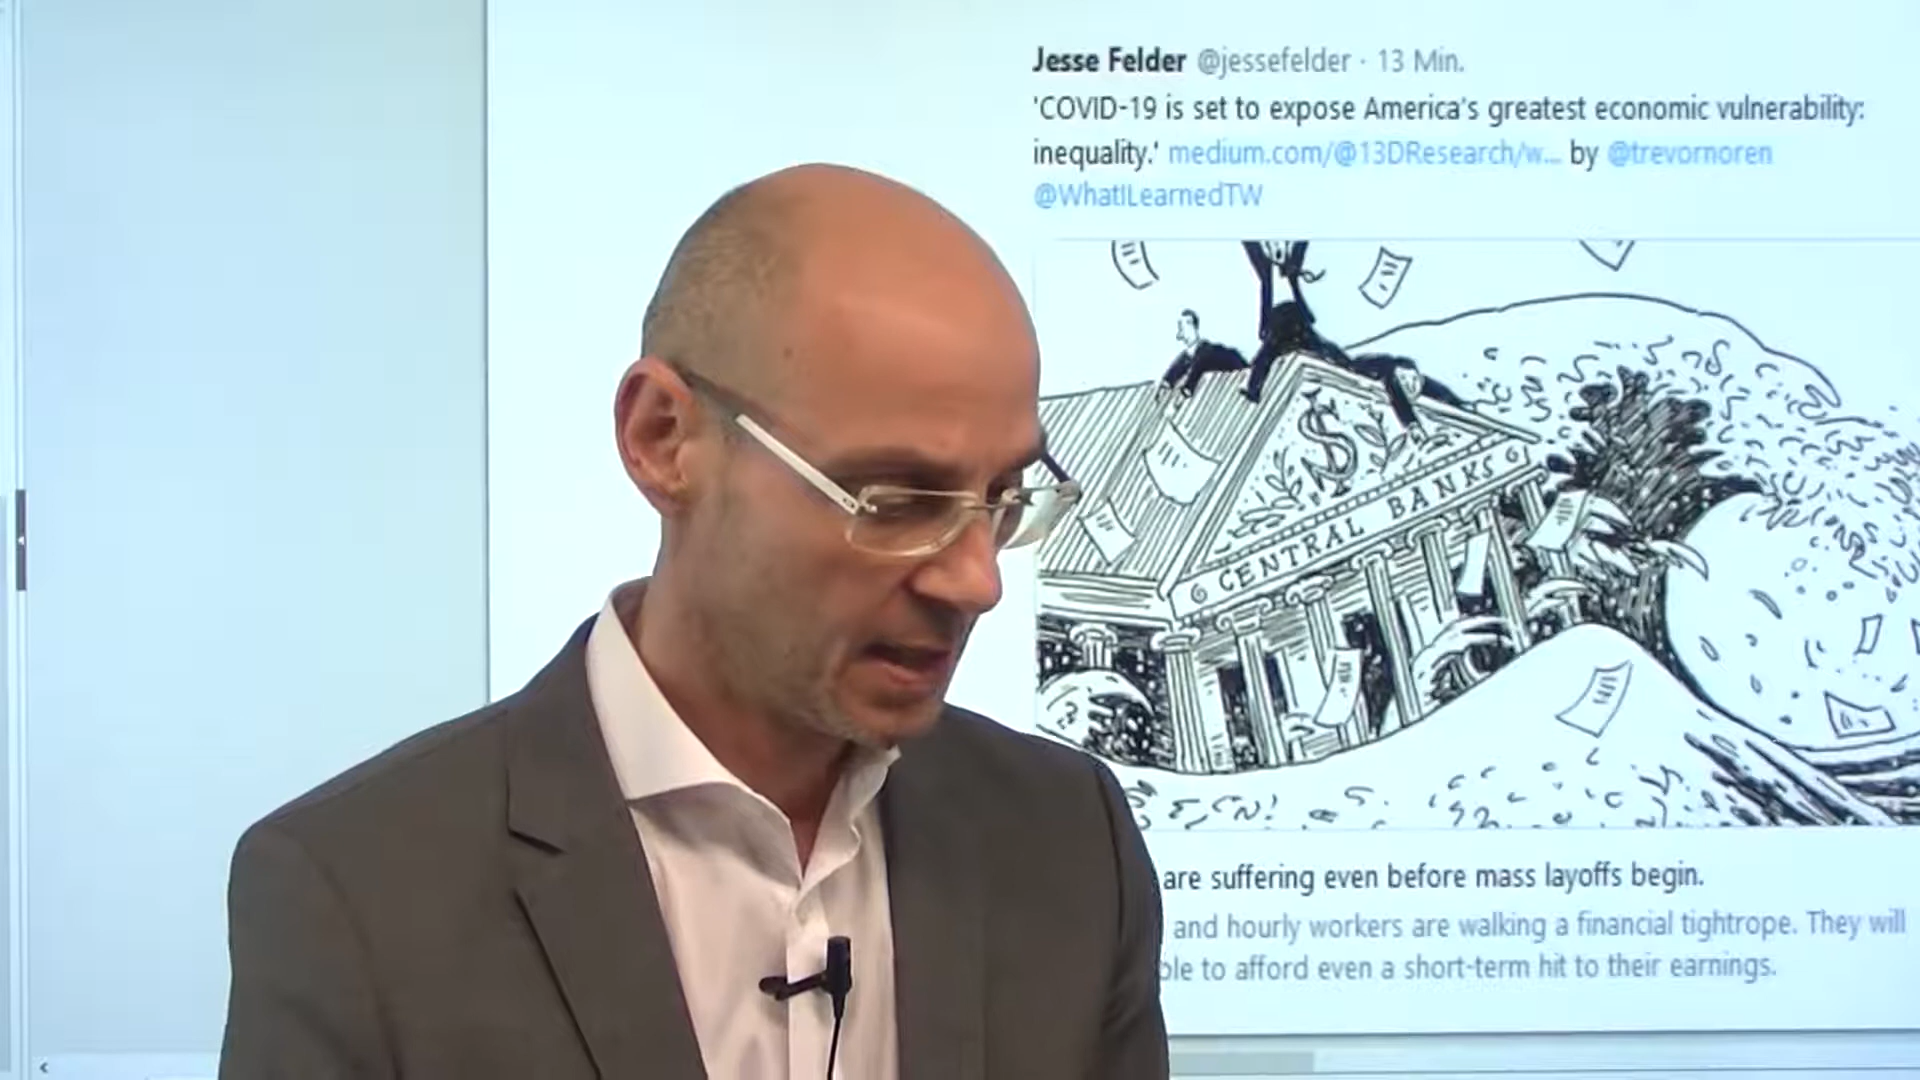 Jesse Felder @jessefelder · 13 Min.
'COVID-19 is set to expose America's greatest economic vulnerability:
inequality.' medium.com/@13DResearch/w... by @trevornoren
@WhatILearnedTW
$
CENTRAL BANKS
are suffering even before mass layoffs begin.
and hourly workers are walking a financial tightrope. They will
to afford even a short-term hit to their earnings.